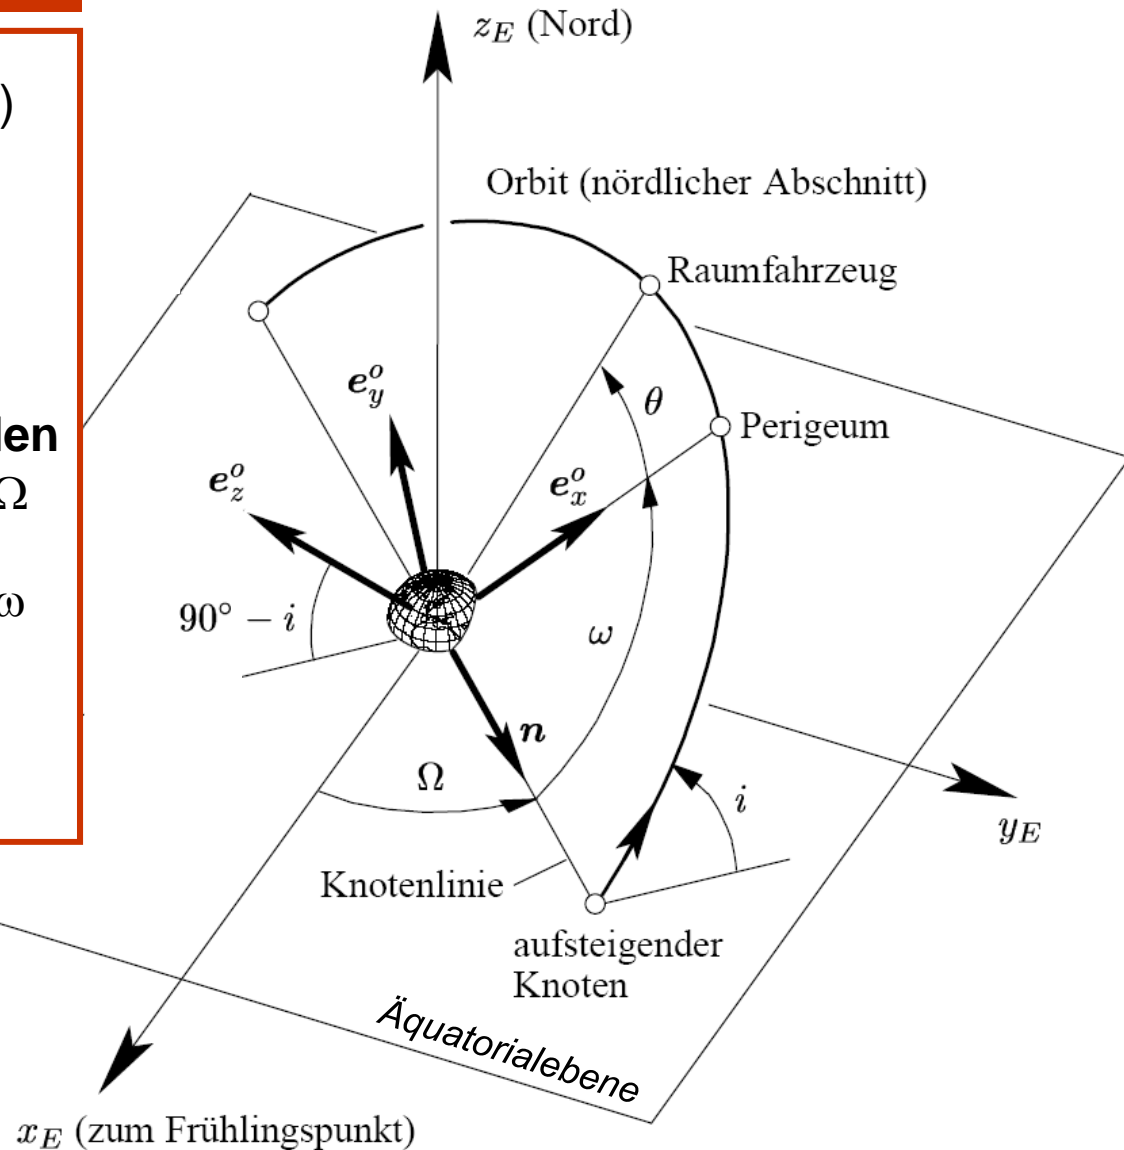 z_E (Nord)
)
Orbit (nördlicher Abschnitt)
Raumfahrzeug
e_y^o
θ
Perigeum
len
e_z^o
e_x^o
Ω
90° − i
ω
ω
n
Ω
i
y_E
Knotenlinie
aufsteigender
Knoten
Äquatorialebene
x_E (zum Frühlingspunkt)